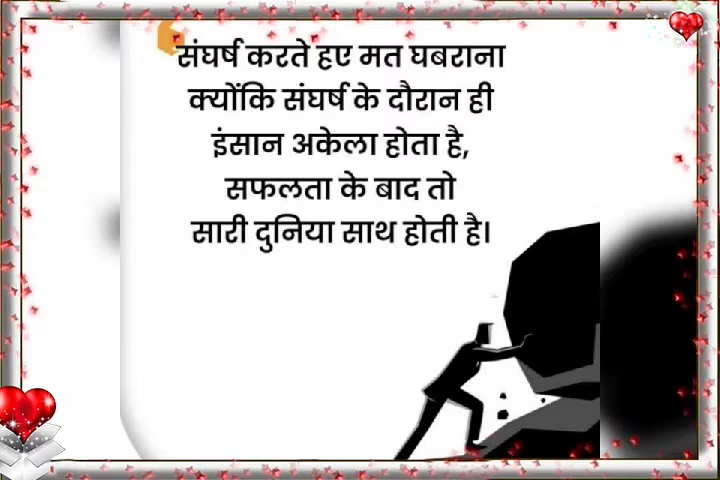 संघर्ष करते हुए मत घबराना
क्योंकि संघर्ष के दौरान ही
इंसान अकेला होता है,
सफलता के बाद तो
सारी दुनिया साथ होती है।